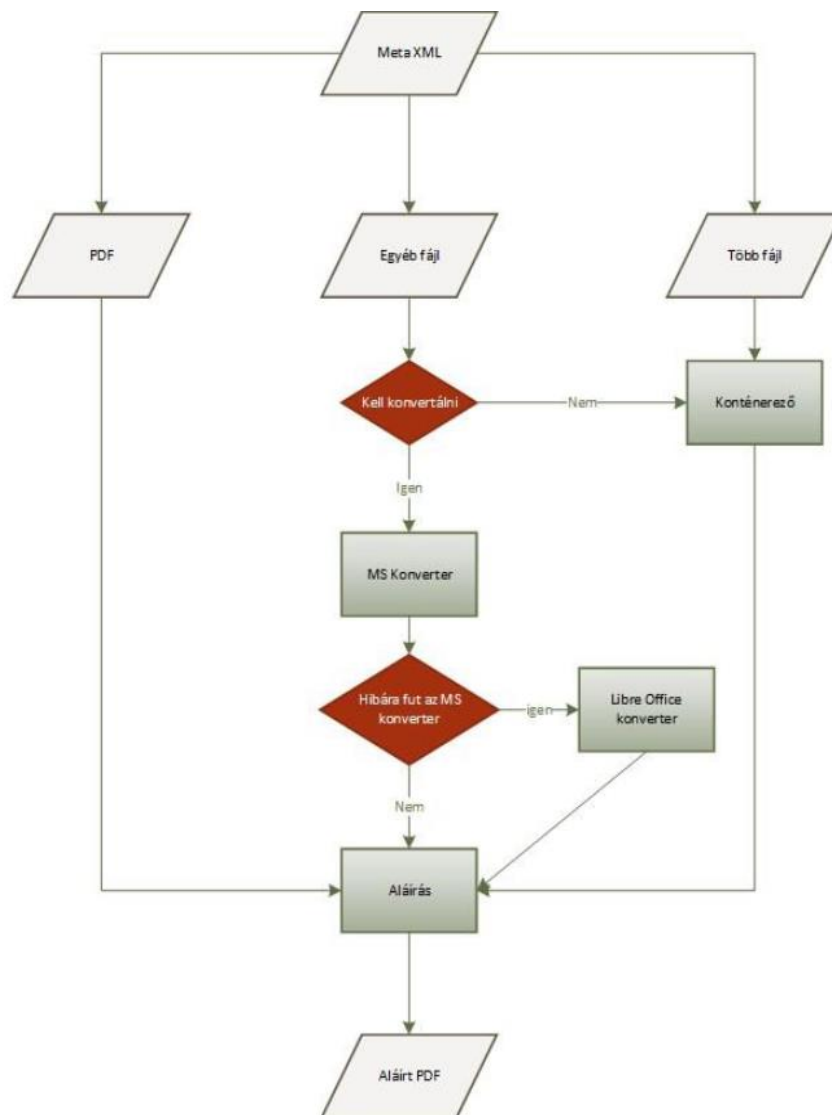 Meta XML
PDF
Egyéb fájl
Több fájl
Kell konvertálni
Nem
Konténerező
Igen
MS Konverter
Hibára fut az MS
konverter
igen
Libre Office
konverter
Nem
Aláírás
Aláírt PDF